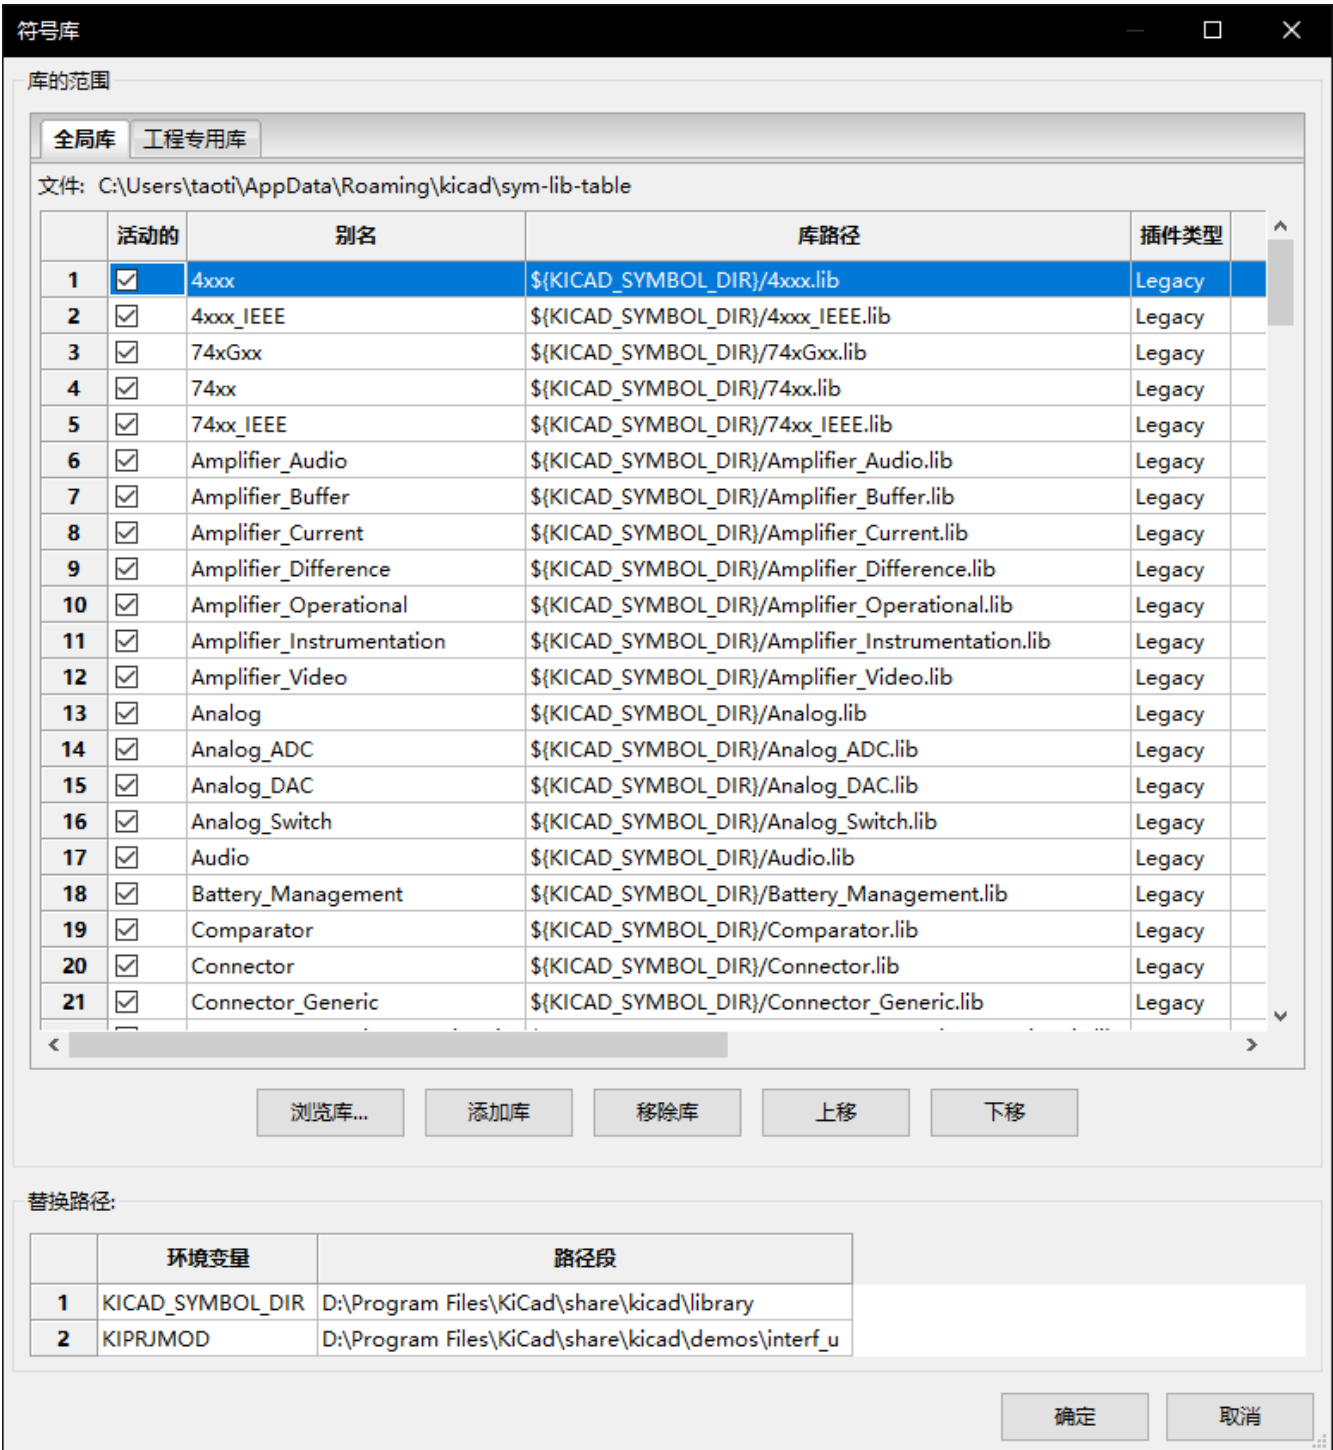 符号库
库的范围
全局库 工程专用库
文件: C:\Users\taoti\AppData\Roaming\kicad\sym-lib-table
活动的 别名 库路径 插件类型
1 4xxx ${KICAD_SYMBOL_DIR}/4xxx.lib Legacy
2 4xxx_IEEE ${KICAD_SYMBOL_DIR}/4xxx_IEEE.lib Legacy
3 74xGxx ${KICAD_SYMBOL_DIR}/74xGxx.lib Legacy
4 74xx ${KICAD_SYMBOL_DIR}/74xx.lib Legacy
5 74xx_IEEE ${KICAD_SYMBOL_DIR}/74xx_IEEE.lib Legacy
6 Amplifier_Audio ${KICAD_SYMBOL_DIR}/Amplifier_Audio.lib Legacy
7 Amplifier_Buffer ${KICAD_SYMBOL_DIR}/Amplifier_Buffer.lib Legacy
8 Amplifier_Current ${KICAD_SYMBOL_DIR}/Amplifier_Current.lib Legacy
9 Amplifier_Difference ${KICAD_SYMBOL_DIR}/Amplifier_Difference.lib Legacy
10 Amplifier_Operational ${KICAD_SYMBOL_DIR}/Amplifier_Operational.lib Legacy
11 Amplifier_Instrumentation ${KICAD_SYMBOL_DIR}/Amplifier_Instrumentation.lib Legacy
12 Amplifier_Video ${KICAD_SYMBOL_DIR}/Amplifier_Video.lib Legacy
13 Analog ${KICAD_SYMBOL_DIR}/Analog.lib Legacy
14 Analog_ADC ${KICAD_SYMBOL_DIR}/Analog_ADC.lib Legacy
15 Analog_DAC ${KICAD_SYMBOL_DIR}/Analog_DAC.lib Legacy
16 Analog_Switch ${KICAD_SYMBOL_DIR}/Analog_Switch.lib Legacy
17 Audio ${KICAD_SYMBOL_DIR}/Audio.lib Legacy
18 Battery_Management ${KICAD_SYMBOL_DIR}/Battery_Management.lib Legacy
19 Comparator ${KICAD_SYMBOL_DIR}/Comparator.lib Legacy
20 Connector ${KICAD_SYMBOL_DIR}/Connector.lib Legacy
21 Connector_Generic ${KICAD_SYMBOL_DIR}/Connector_Generic.lib Legacy
浏览库... 添加库 移除库 上移 下移
替换路径:
环境变量 路径段
1 KICAD_SYMBOL_DIR D:\Program Files\KiCad\share\kicad\library
2 KIPRJMOD D:\Program Files\KiCad\share\kicad\demos\interf_u
确定 取消